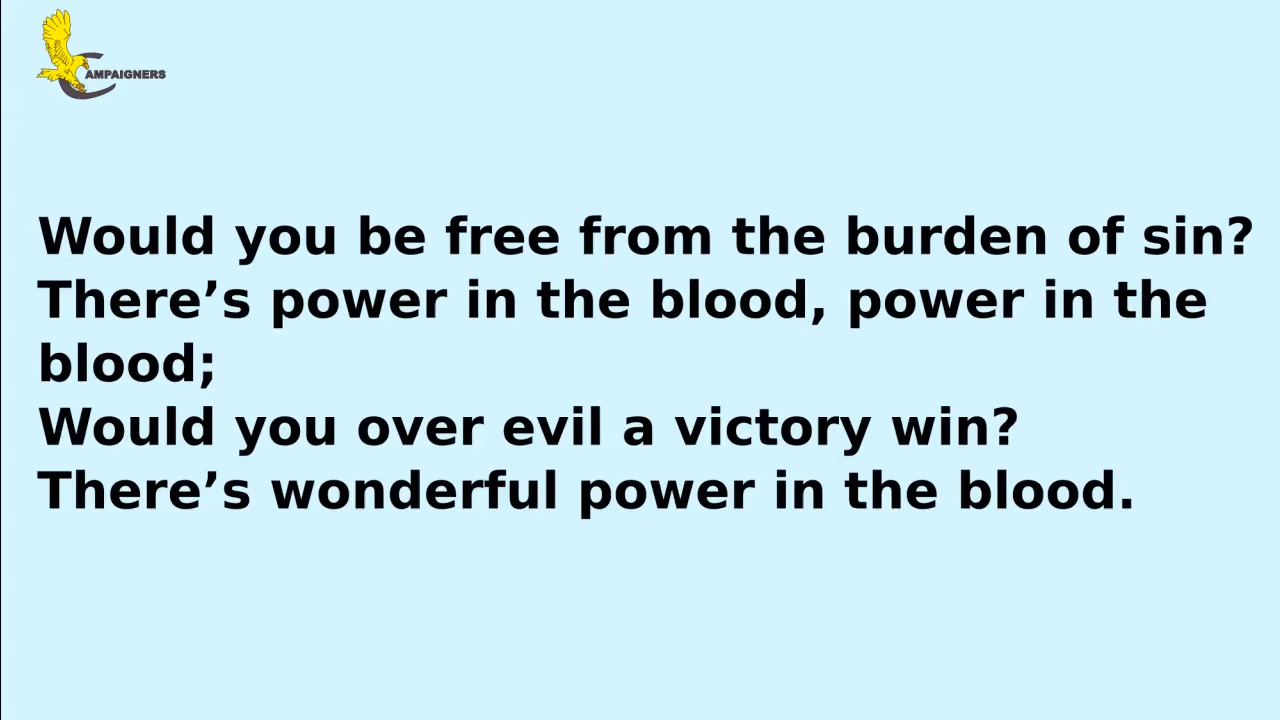 CAMPAIGNERS
Would you be free from the burden of sin?
There’s power in the blood, power in the
blood;
Would you over evil a victory win?
There’s wonderful power in the blood.